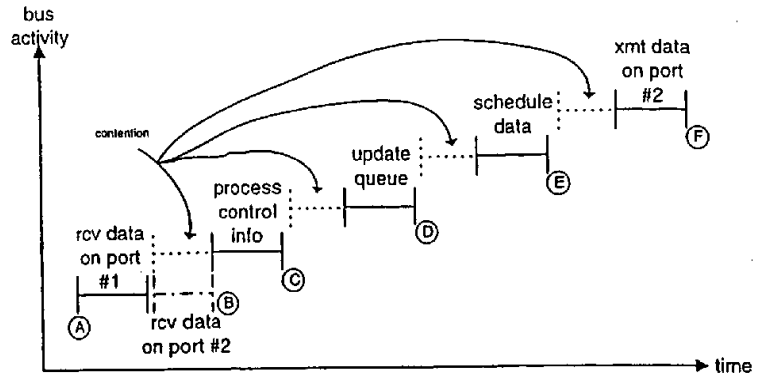 bus
activity
xmt data
on port
#2
F
schedule
data
E
contention
update
queue
D
process
control
info
C
rcv data
on port
#1
A
B
rcv data
on port #2
time